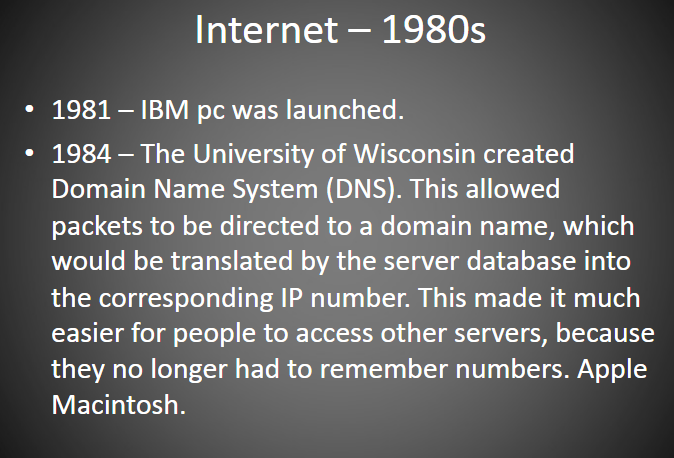 Internet – 1980s
• 1981 – IBM pc was launched.
• 1984 – The University of Wisconsin created
Domain Name System (DNS). This allowed
packets to be directed to a domain name, which
would be translated by the server database into
the corresponding IP number. This made it much
easier for people to access other servers, because
they no longer had to remember numbers. Apple
Macintosh.